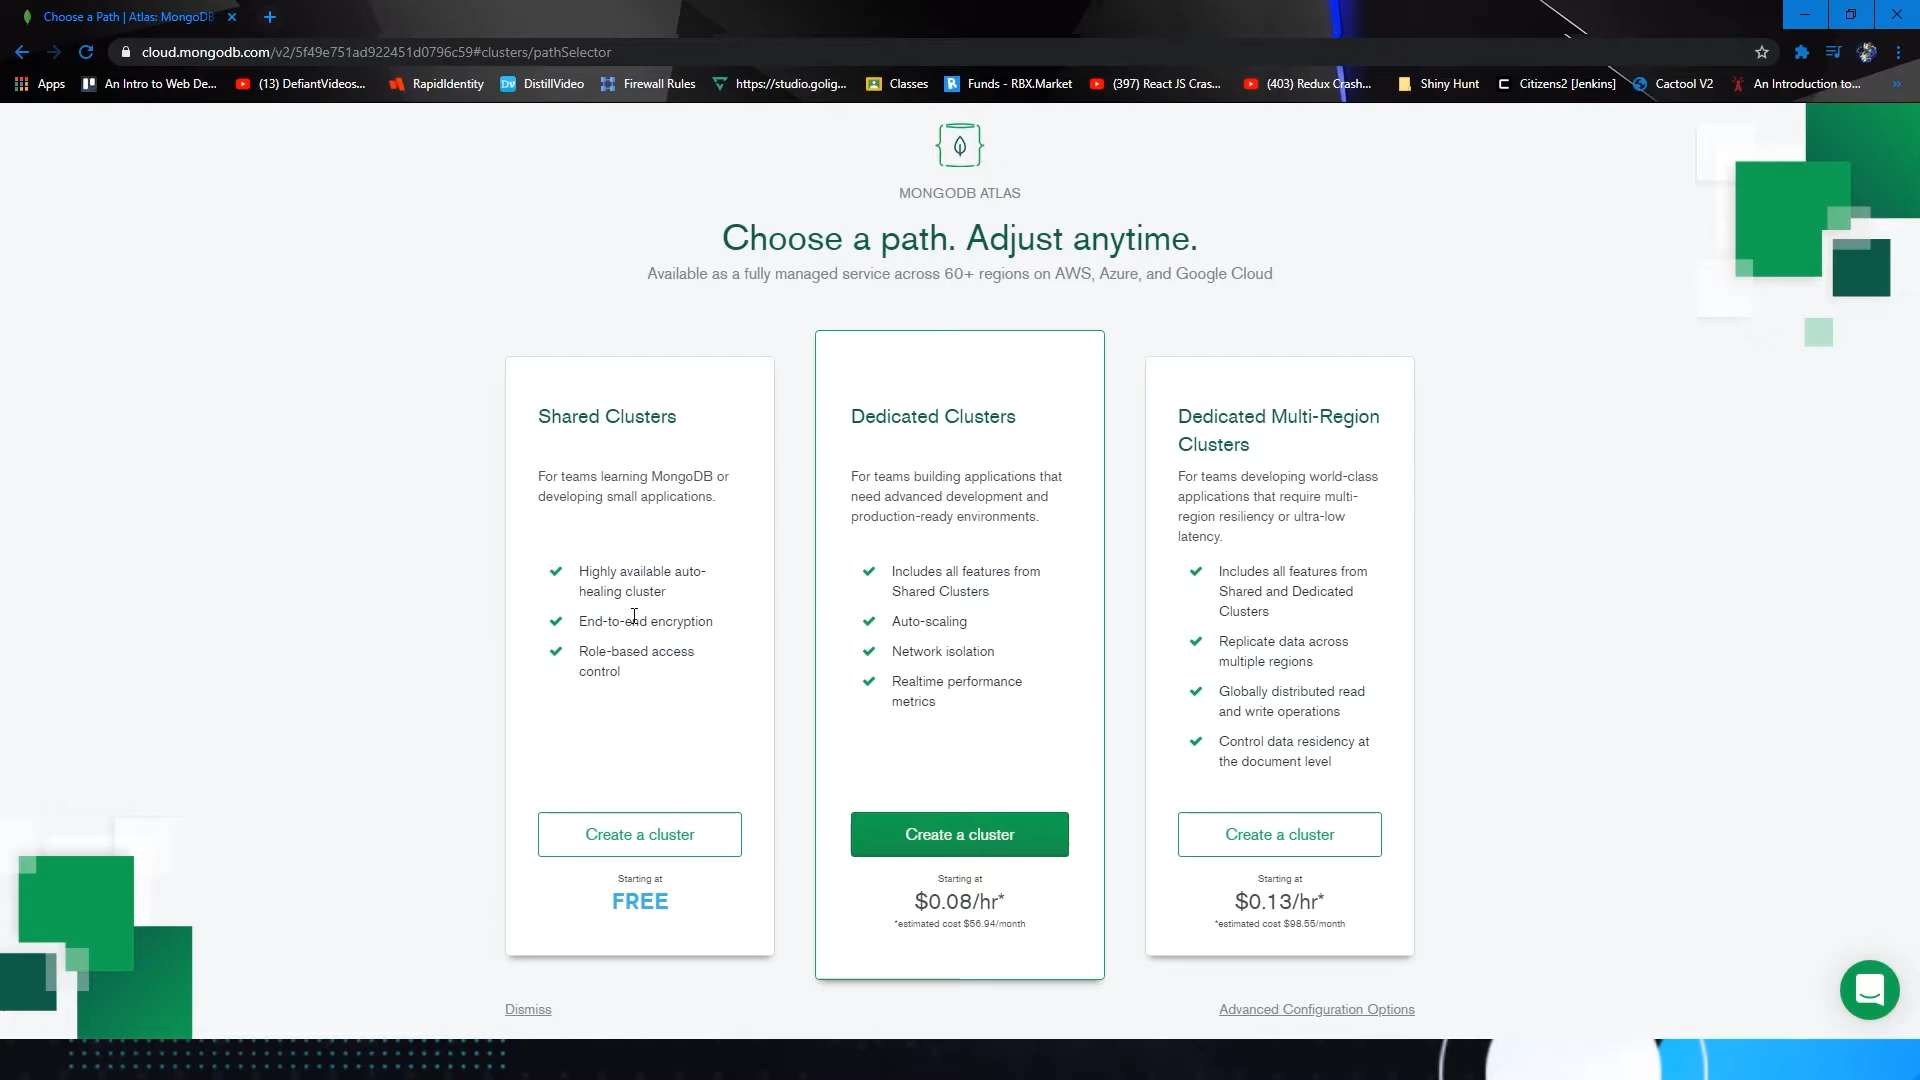 Choose a Path | Atlas: MongoDB
cloud.mongodb.com/v2/5f49e751ad922451d0796c59#clusters/pathSelector
Apps
An Intro to Web De...
(13) DefiantVideos...
RapidIdentity
Dv
DistillVideo
Firewall Rules
https://studio.golig...
Classes
R
Funds - RBX.Market
(397) React JS Cras...
(403) Redux Crash...
Shiny Hunt
Citizens2 [Jenkins]
Cactool V2
An Introduction to...
»
MONGODB ATLAS
Choose a path. Adjust anytime.
Available as a fully managed service across 60+ regions on AWS, Azure, and Google Cloud
Shared Clusters
For teams learning MongoDB or
developing small applications.
Highly available auto-
healing cluster
End-to-end encryption
Role-based access
control
Create a cluster
Starting at
FREE
Dedicated Clusters
For teams building applications that
need advanced development and
production-ready environments.
Includes all features from
Shared Clusters
Auto-scaling
Network isolation
Realtime performance
metrics
Create a cluster
Starting at
$0.08/hr*
*estimated cost $56.94/month
Dedicated Multi-Region
Clusters
For teams developing world-class
applications that require multi-
region resiliency or ultra-low
latency.
Includes all features from
Shared and Dedicated
Clusters
Replicate data across
multiple regions
Globally distributed read
and write operations
Control data residency at
the document level
Create a cluster
Starting at
$0.13/hr*
*estimated cost $98.55/month
Dismiss
Advanced Configuration Options